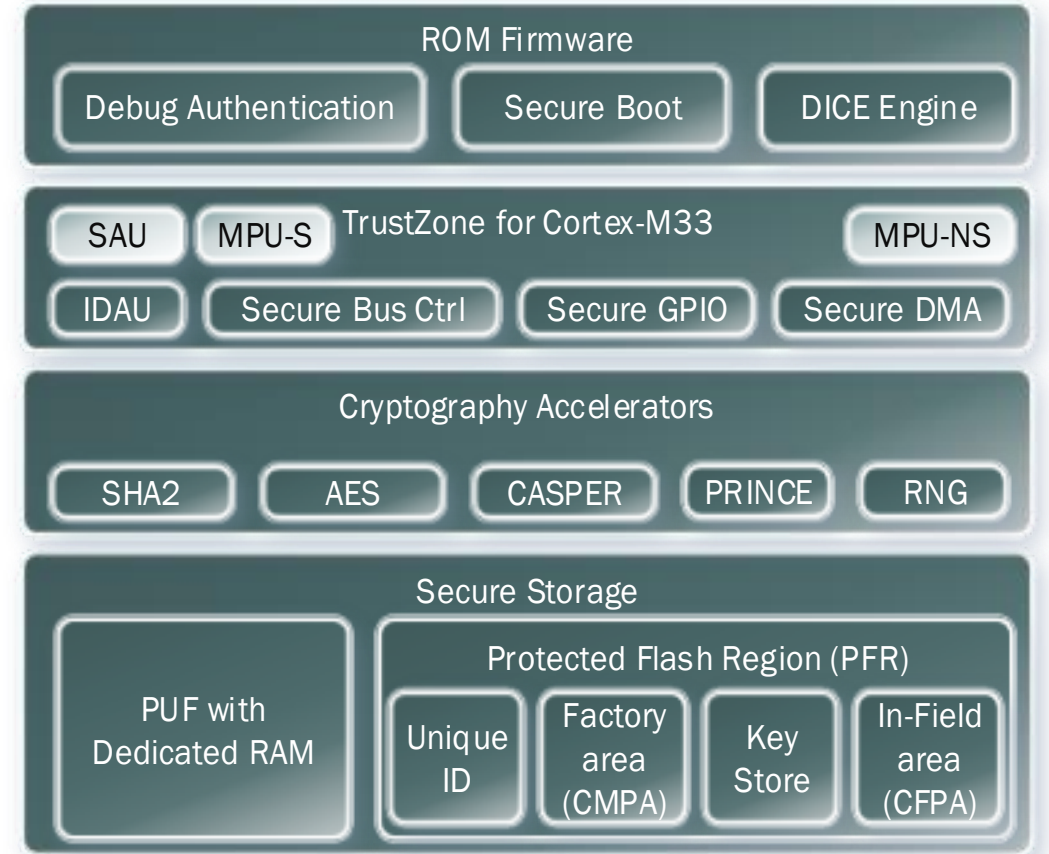 ROM Firmware
Debug Authentication
Secure Boot
DICE Engine
SAU
MPU-S
TrustZone for Cortex-M33
MPU-NS
IDAU
Secure Bus Ctrl
Secure GPIO
Secure DMA
Cryptography Accelerators
SHA2
AES
CASPER
PRINCE
RNG
Secure Storage
PUF with
Dedicated RAM
Protected Flash Region (PFR)
Unique
ID
Factory
area
(CMPA)
Key
Store
In-Field
area
(CFPA)